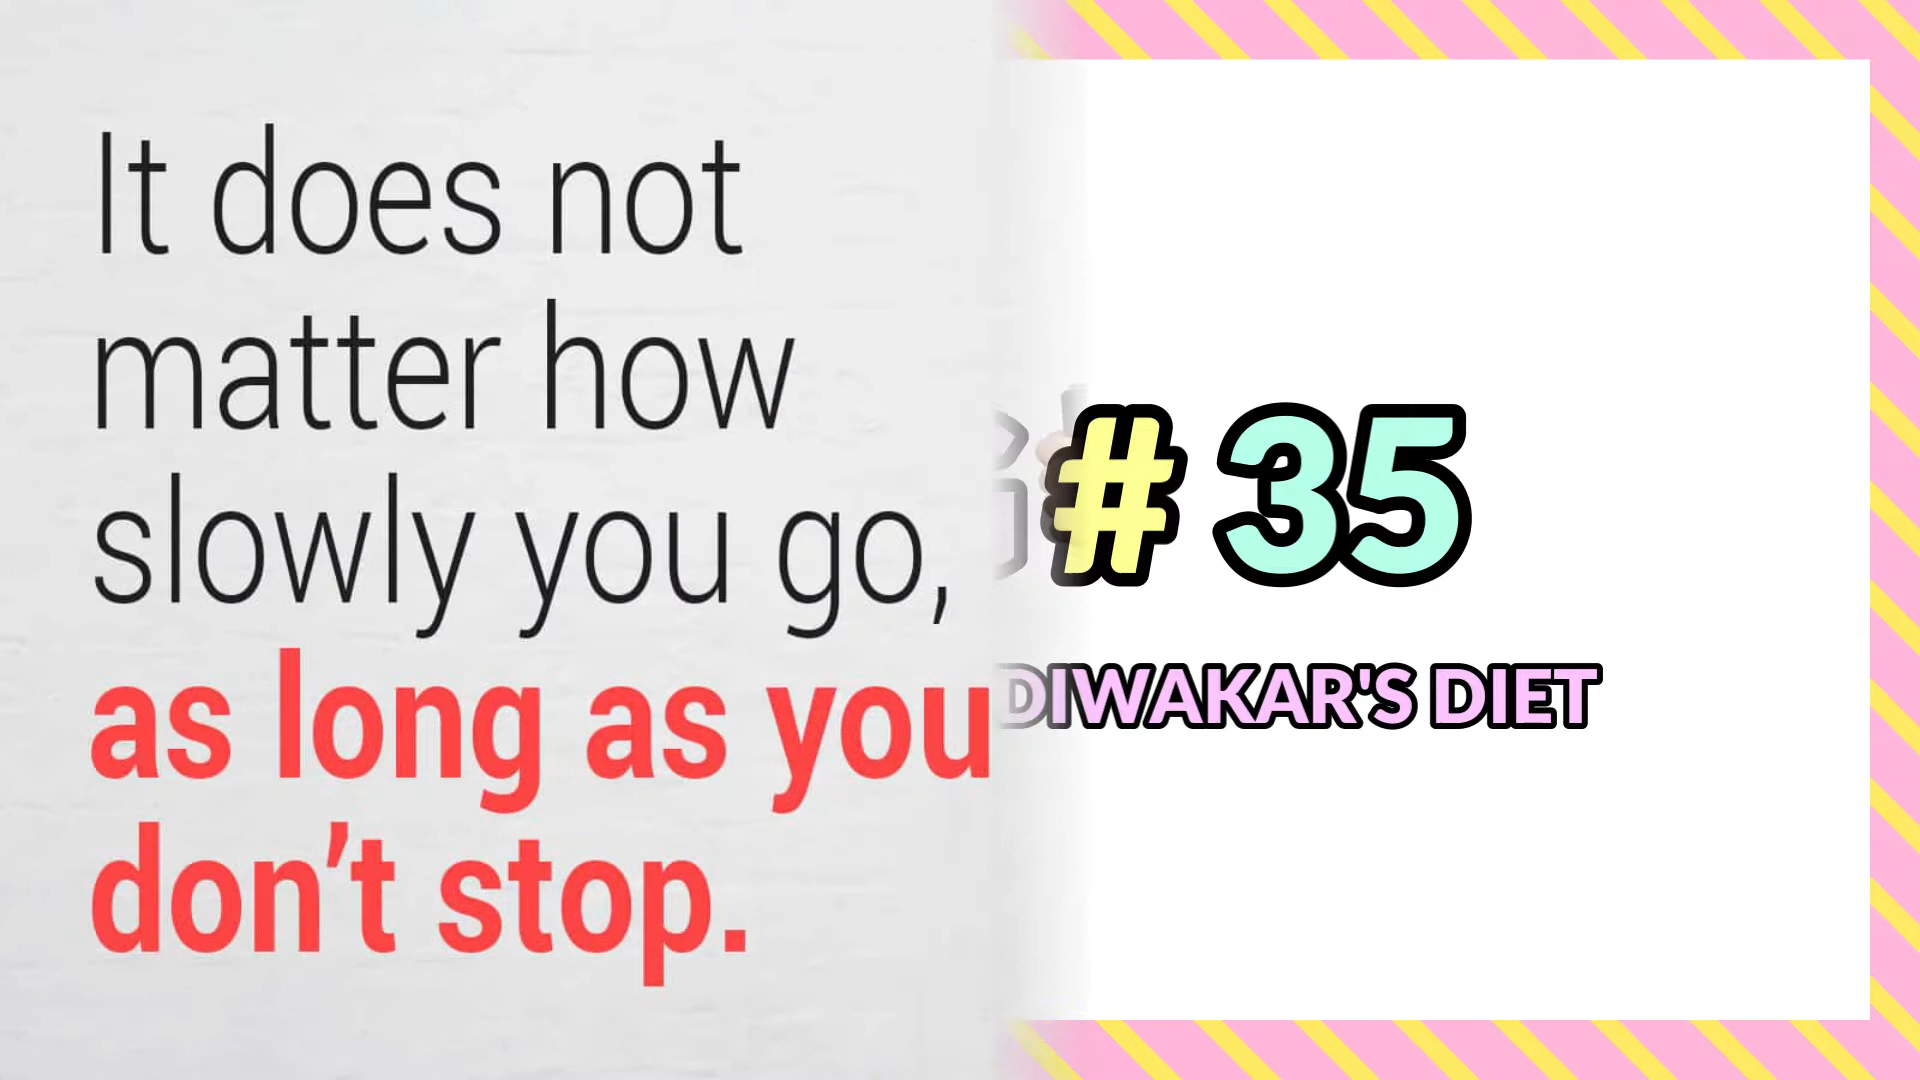 It does not
matter how
slowly you go,
as long as you
don't stop.
# 35
DIWAKAR'S DIET